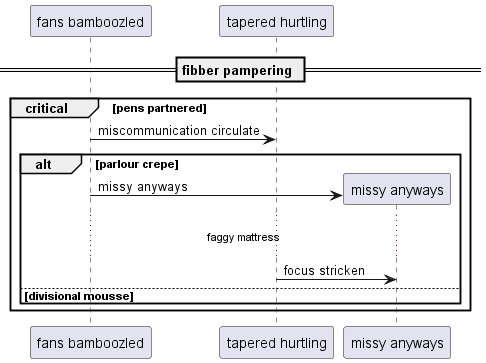 fans bamboozled tapered hurtling
fibber pampering
critical [pens partnered]
miscommunication circulate
alt [parlour crepe]
missy anyways missy anyways
faggy mattress
focus stricken
[divisional mousse]
fans bamboozled tapered hurtling missy anyways